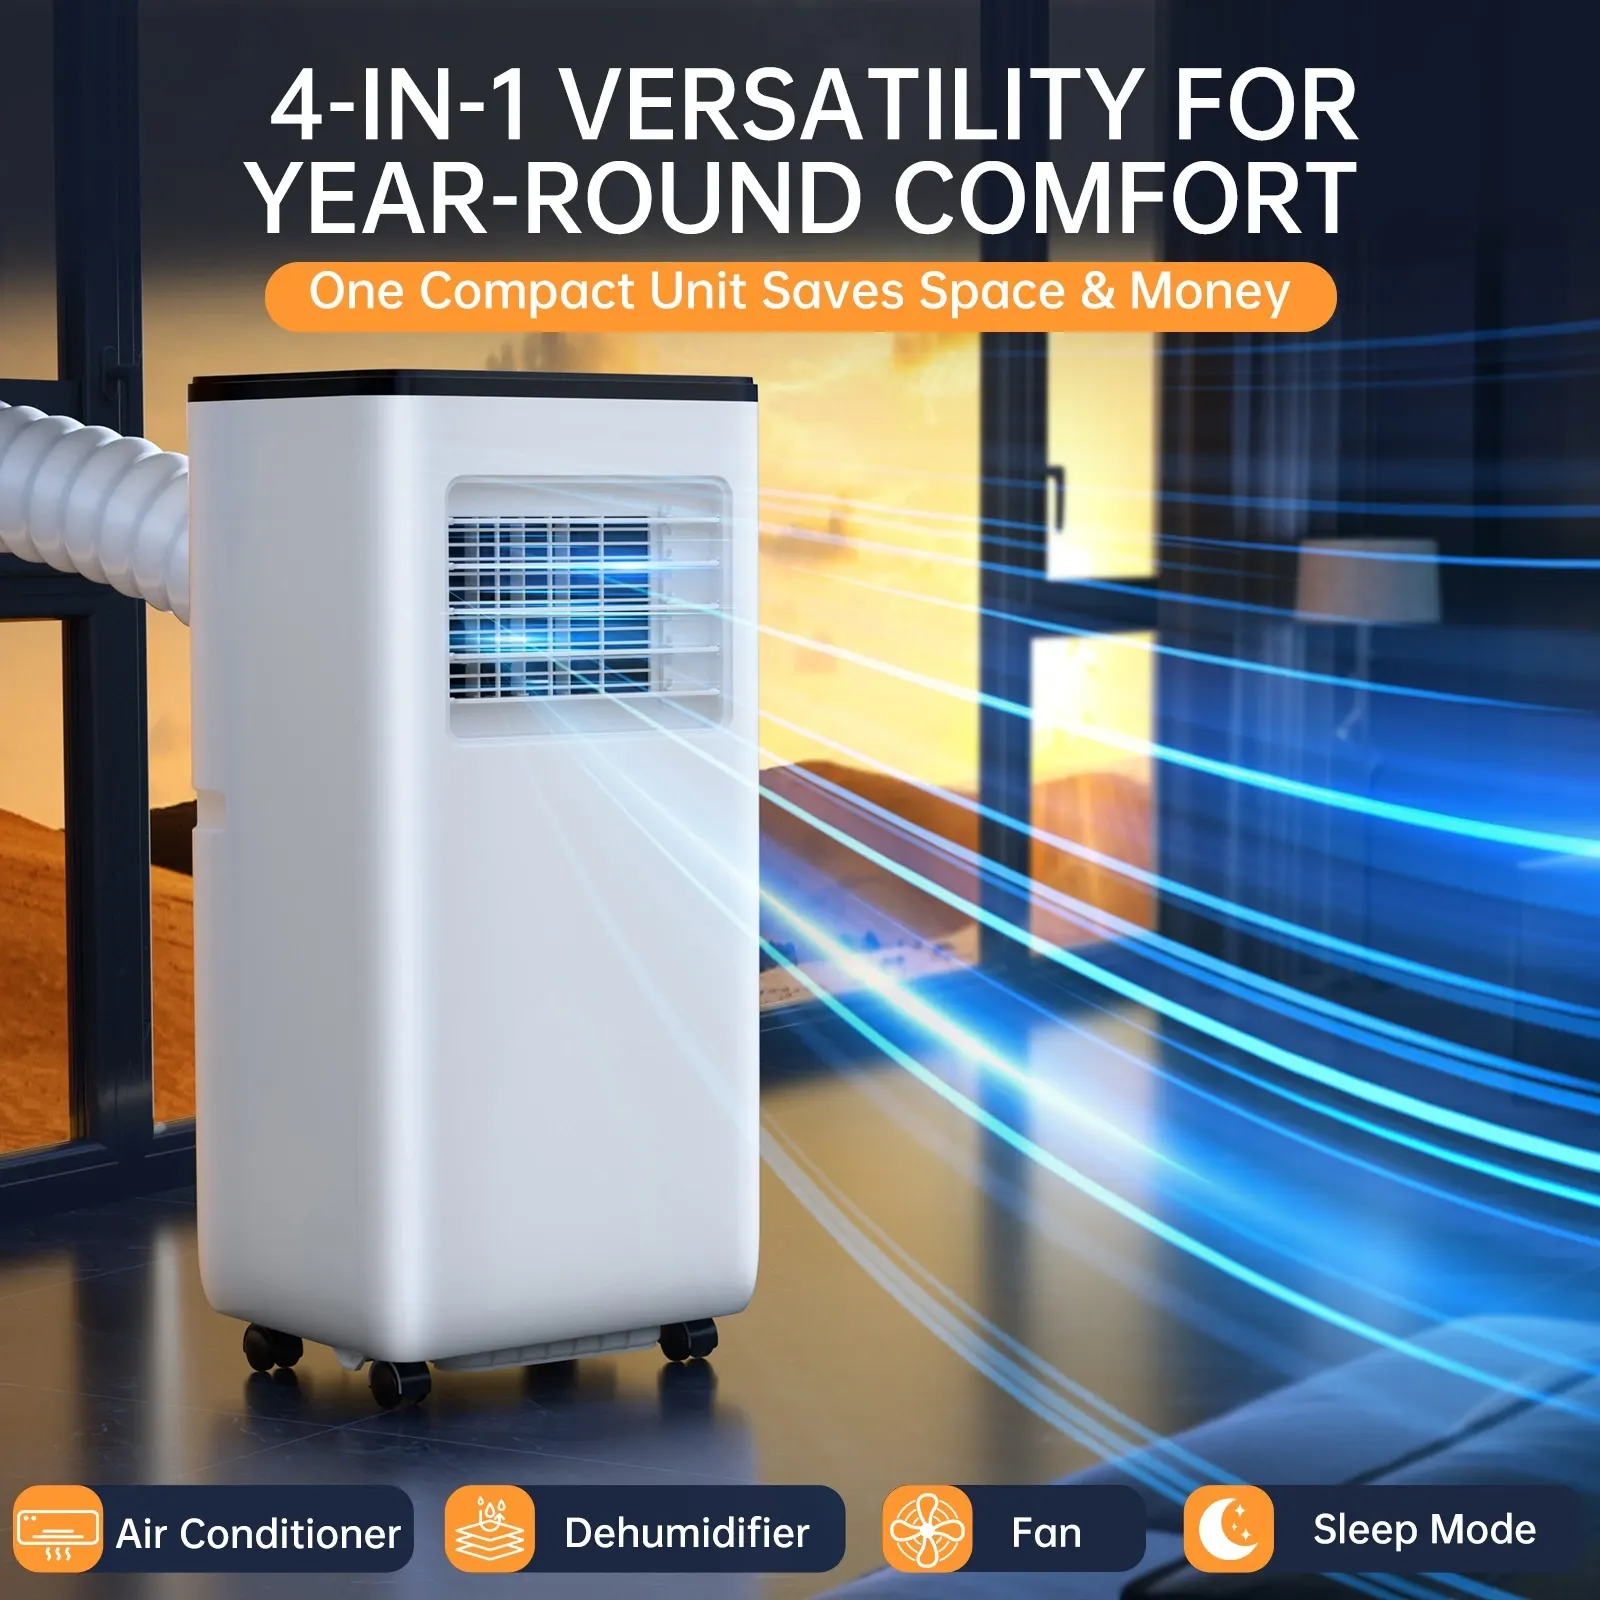 4-IN-1 VERSATILITY FOR
YEAR-ROUND COMFORT
One Compact Unit Saves Space & Money
Air Conditioner
Dehumidifier
Fan
Sleep Mode